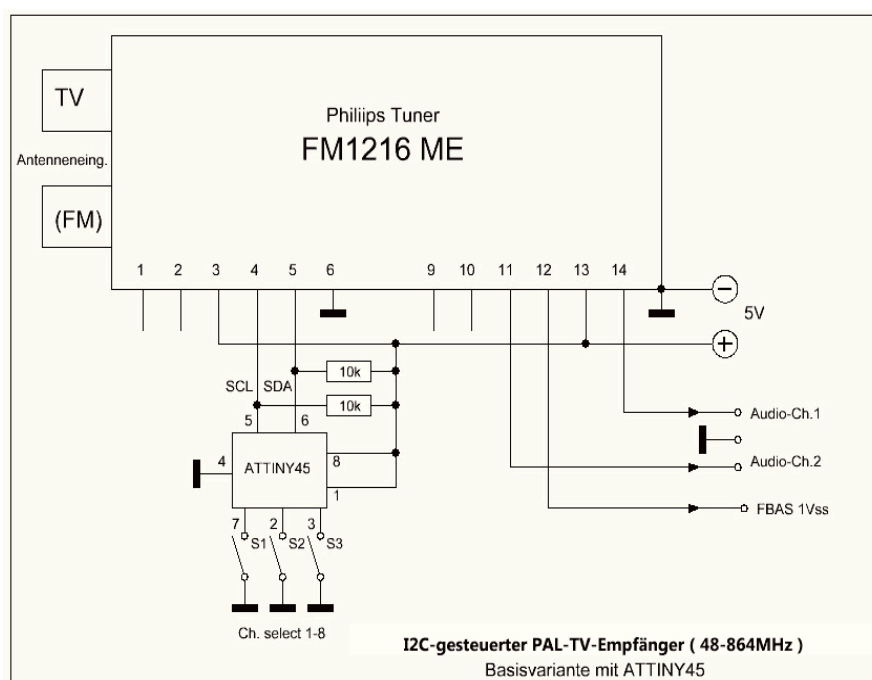 TV
Philiips Tuner
FM1216 ME
Antenneneing.
(FM)
1 2 3 4 5 6 9 10 11 12 13 14
−
5V
+
10k
SCL SDA
10k
5 6
Audio-Ch.1
4 ATTINY45 8
Audio-Ch.2
1
FBAS 1Vss
7 S1 2 S2 3 S3
Ch. select 1-8
I2C-gesteuerter PAL-TV-Empfänger ( 48-864MHz )
Basisvariante mit ATTINY45